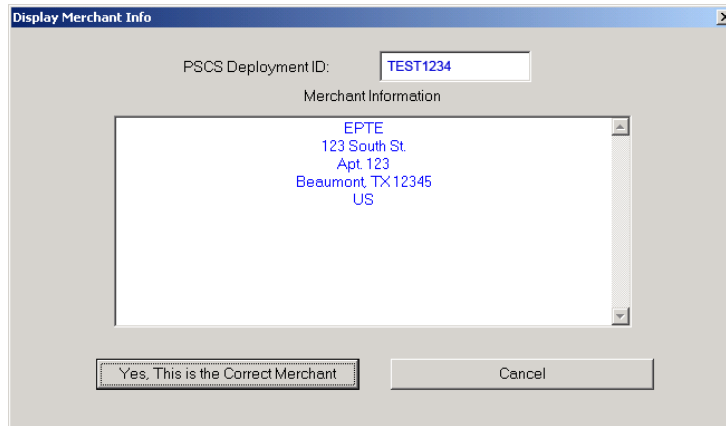 Display Merchant Info
PSCS Deployment ID: TEST1234
Merchant Information
EPTE
123 South St.
Apt. 123
Beaumont, TX 12345
US
Yes, This is the Correct Merchant Cancel